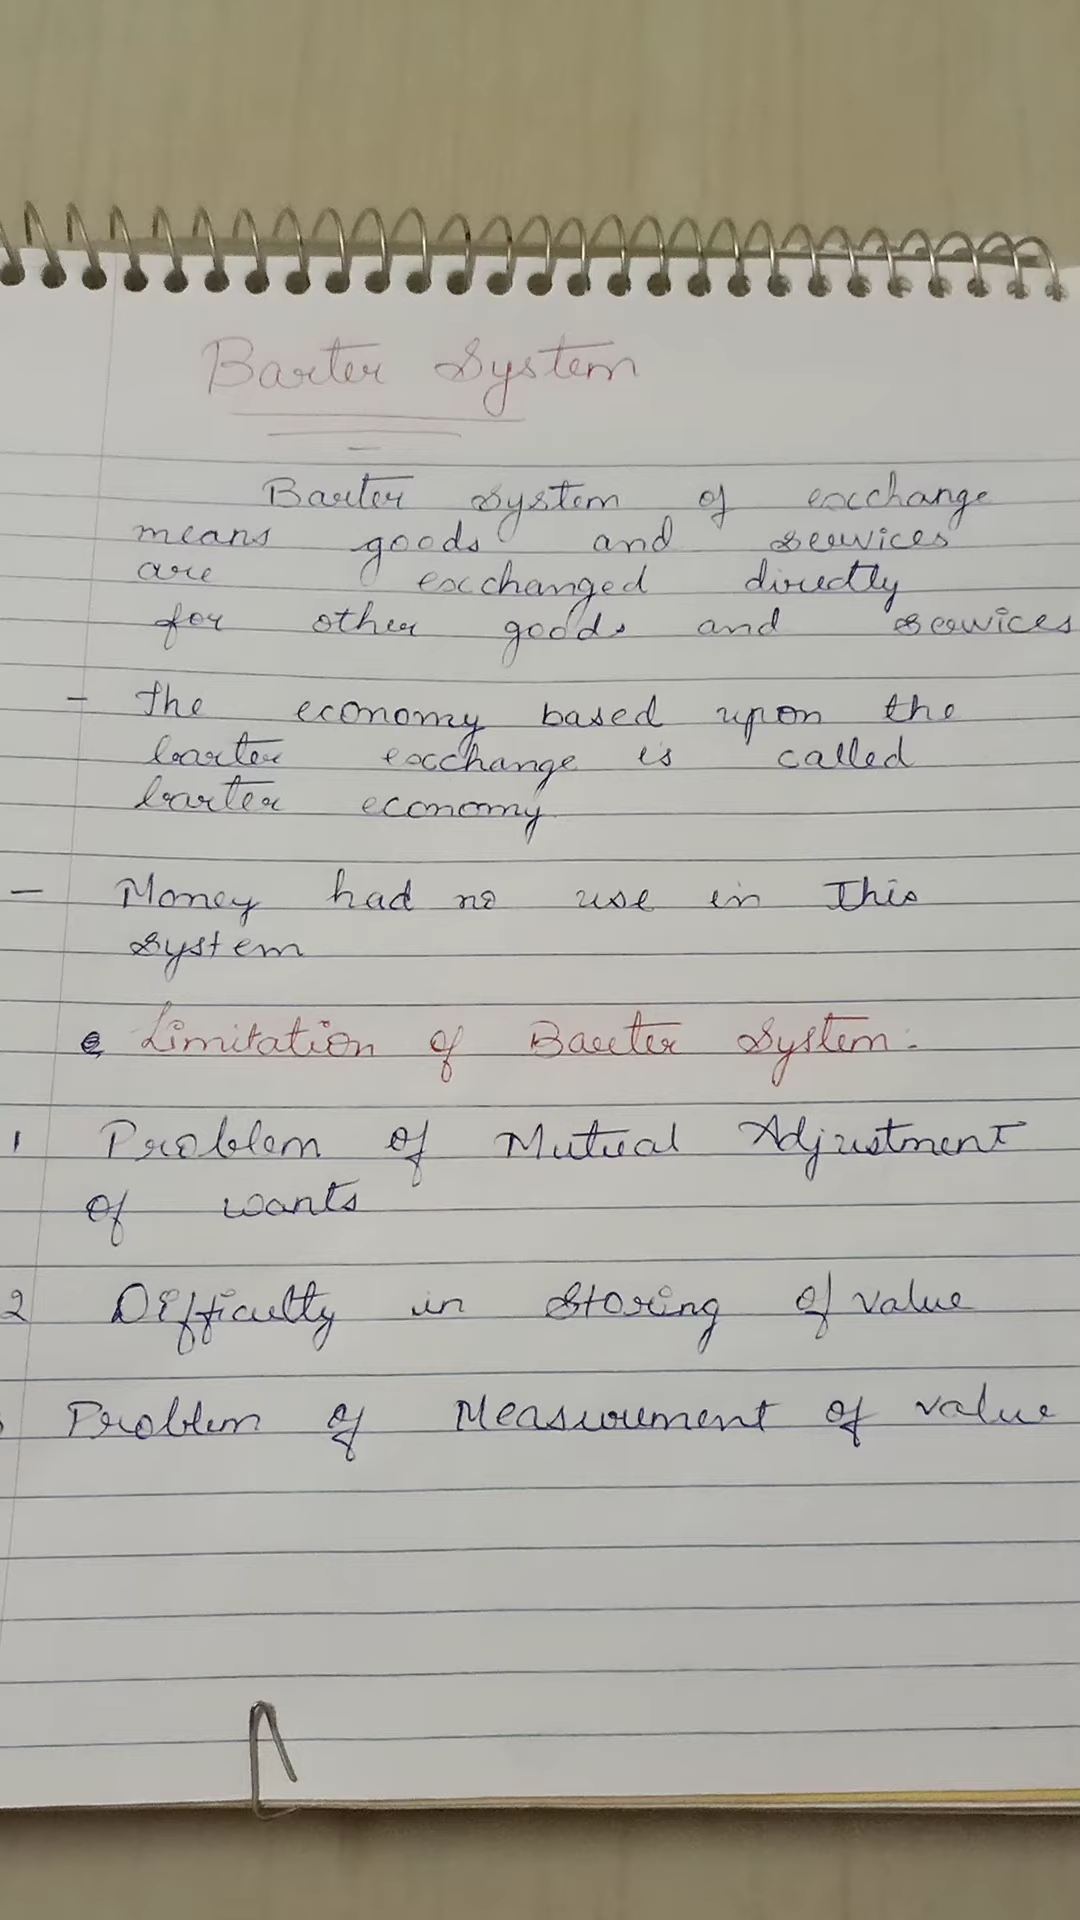 Barter System
Barter system of exchange
means goods and services
are exchanged directly
for other goods and services
- The economy based upon the
barter exchange is called
barter economy
- Money had no use in This
system
Limitation of Barter System.
1 Problem of Mutual Adjustment
of wants
2 Difficulty in Storing of value
Problem of Measurement of value